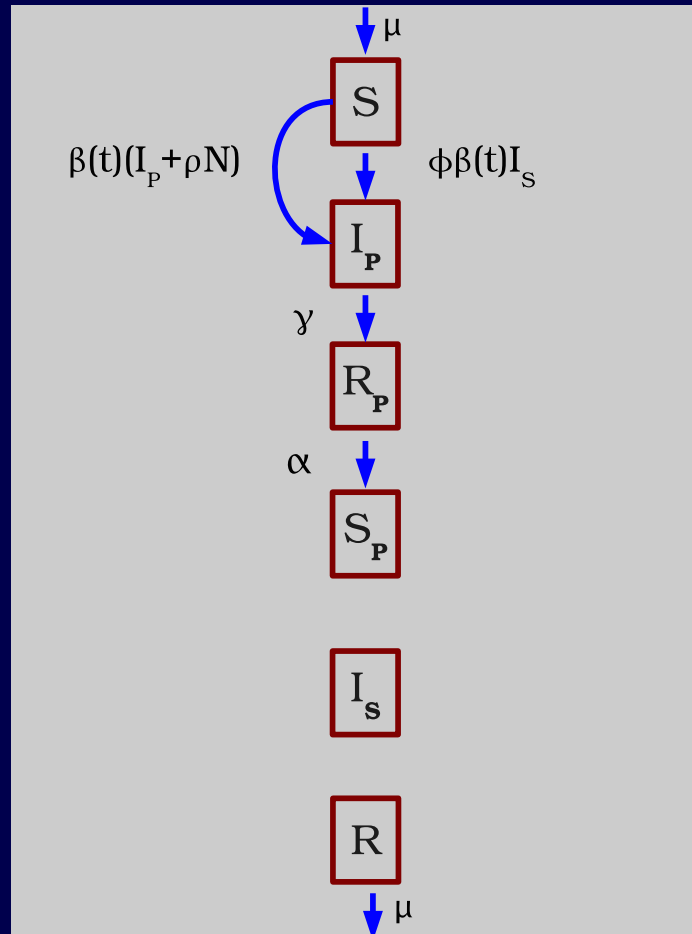 μ
S
β(t)(I_P+ρN)
ϕβ(t)I_S
I_P
γ
R_P
α
S_P
I_s
R
μ